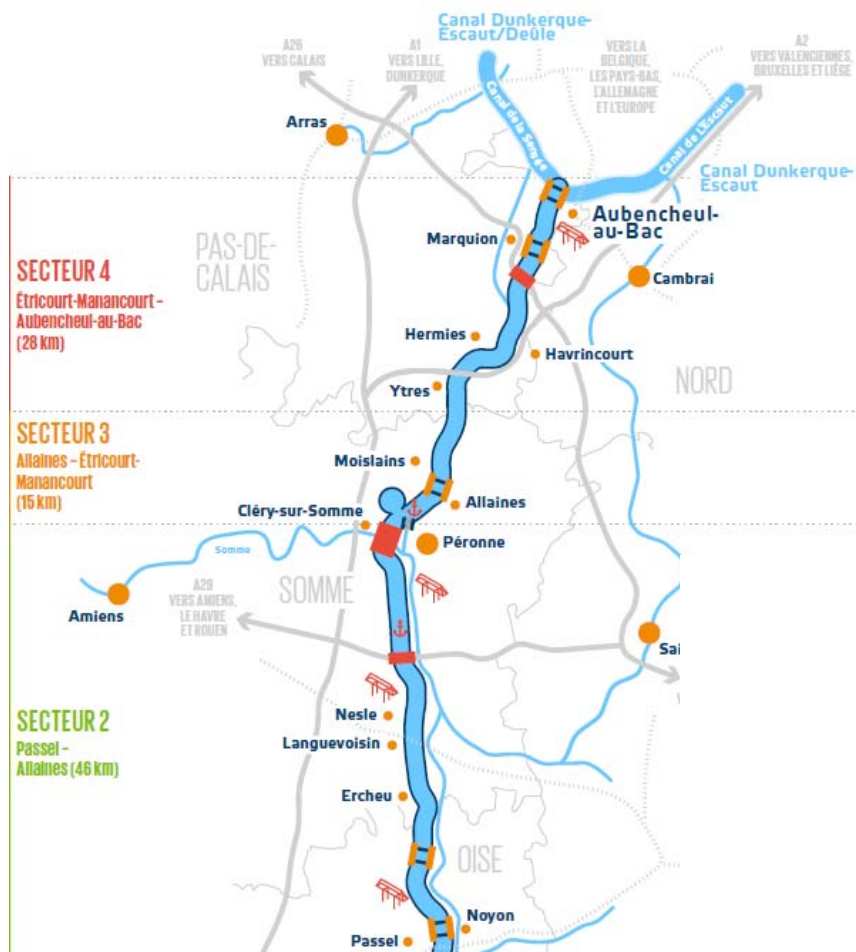 Canal Dunkerque-
Escaut/Deûle
A26
VERS CALAIS
A1
VERS LILLE,
DUNKERQUE
VERS LA
BELGIQUE,
LES PAYS-BAS,
L'ALLEMAGNE
ET L'EUROPE
A2
VERS VALENCIENNES,
BRUXELLES ET LIÈGE
Canal de la Sensée
Canal de L'Escaut
Arras
Canal Dunkerque-
Escaut
Aubencheul-
au-Bac
Marquion
PAS-DE-
CALAIS
Cambrai
SECTEUR 4
Étricourt-Manancourt –
Aubencheul-au-Bac
(28 km)
Hermies
Havrincourt
NORD
Ytres
SECTEUR 3
Allaines – Étricourt-
Manancourt
(15 km)
Moislains
Allaines
Cléry-sur-Somme
Péronne
Somme
SOMME
A29
VERS AMIENS,
LE HAVRE
ET ROUEN
Amiens
Sai
SECTEUR 2
Passel –
Allaines (46 km)
Nesle
Languevoisin
Ercheu
OISE
Noyon
Passel